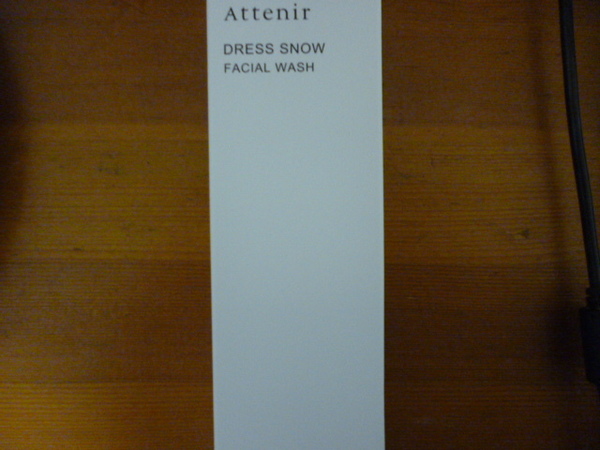 Attenir
DRESS SNOW
FACIAL WASH